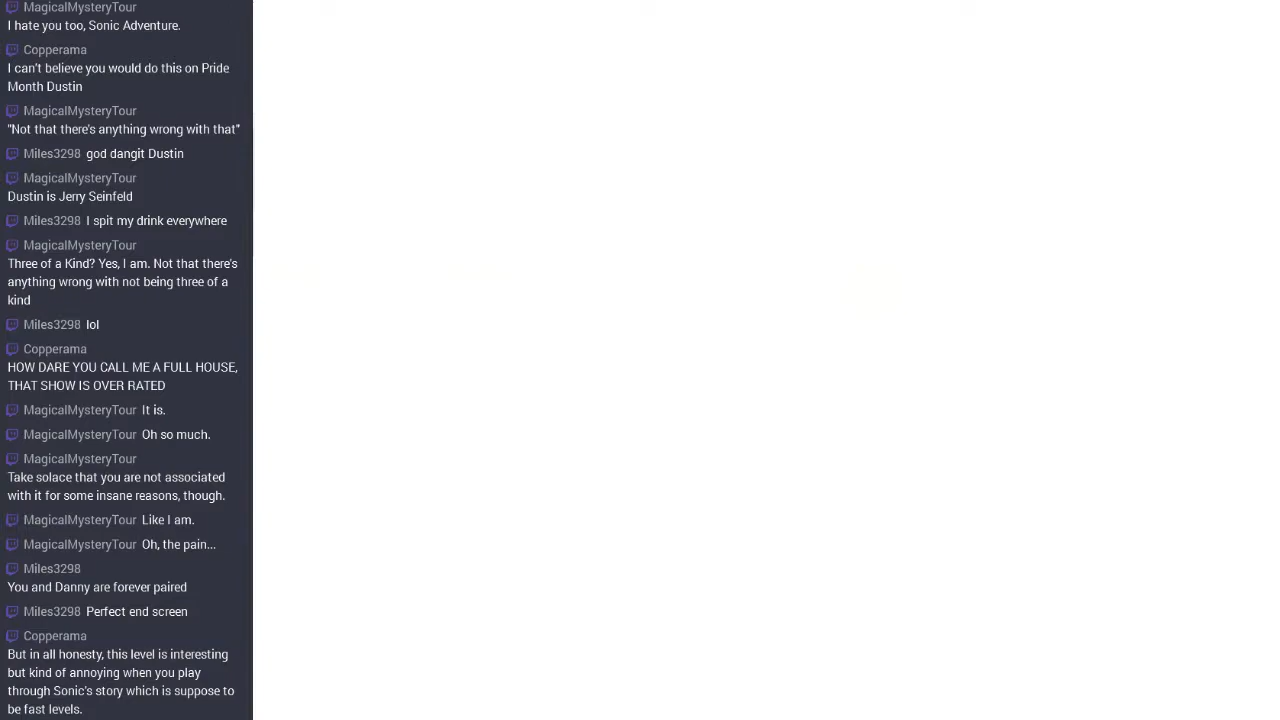 MagicalMysteryTour
I hate you too, Sonic Adventure.
Copperama
I can't believe you would do this on Pride
Month Dustin
MagicalMysteryTour
"Not that there's anything wrong with that"
Miles3298 god dangit Dustin
MagicalMysteryTour
Dustin is Jerry Seinfeld
Miles3298 I spit my drink everywhere
MagicalMysteryTour
Three of a Kind? Yes, I am. Not that there's
anything wrong with not being three of a
kind
Miles3298 lol
Copperama
HOW DARE YOU CALL ME A FULL HOUSE,
THAT SHOW IS OVER RATED
MagicalMysteryTour It is.
MagicalMysteryTour Oh so much.
MagicalMysteryTour
Take solace that you are not associated
with it for some insane reasons, though.
MagicalMysteryTour Like I am.
MagicalMysteryTour Oh, the pain...
Miles3298
You and Danny are forever paired
Miles3298 Perfect end screen
Copperama
But in all honesty, this level is interesting
but kind of annoying when you play
through Sonic's story which is suppose to
be fast levels.